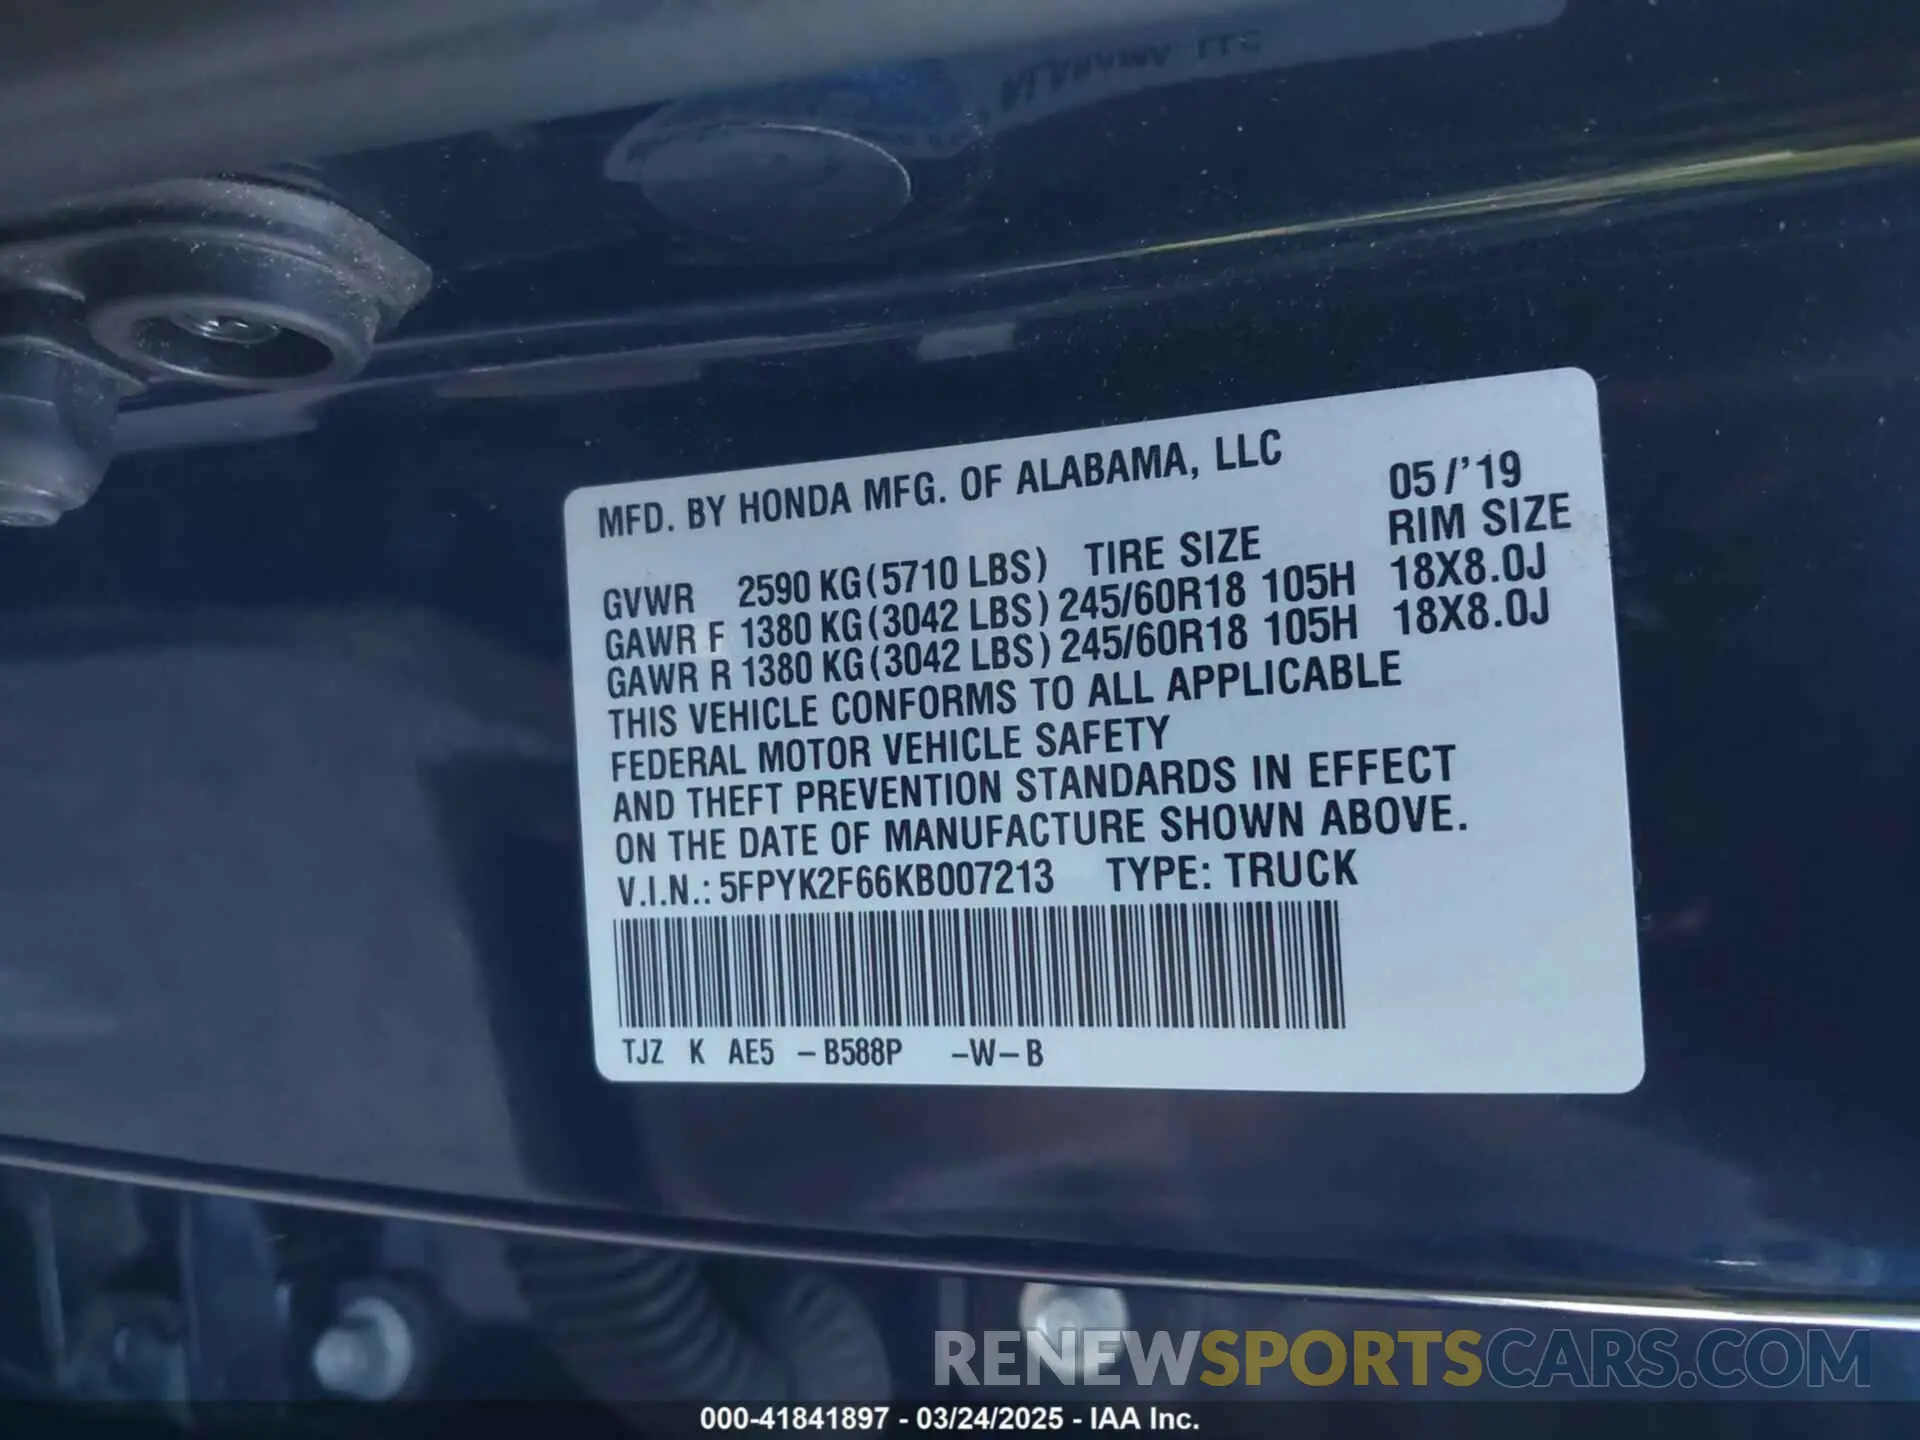 MFD. BY HONDA MFG. OF ALABAMA, LLC 05/'19
GVWR 2590 KG(5710 LBS) TIRE SIZE RIM SIZE
GAWR F 1380 KG(3042 LBS) 245/60R18 105H 18X8.0J
GAWR R 1380 KG(3042 LBS) 245/60R18 105H 18X8.0J
THIS VEHICLE CONFORMS TO ALL APPLICABLE
FEDERAL MOTOR VEHICLE SAFETY
AND THEFT PREVENTION STANDARDS IN EFFECT
ON THE DATE OF MANUFACTURE SHOWN ABOVE.
V.I.N.: 5FPYK2F66KB007213 TYPE: TRUCK
TJZ K AE5 -B588P -W-B
RENEWSPORTSCARS.COM
000-41841897 - 03/24/2025 - IAA Inc.